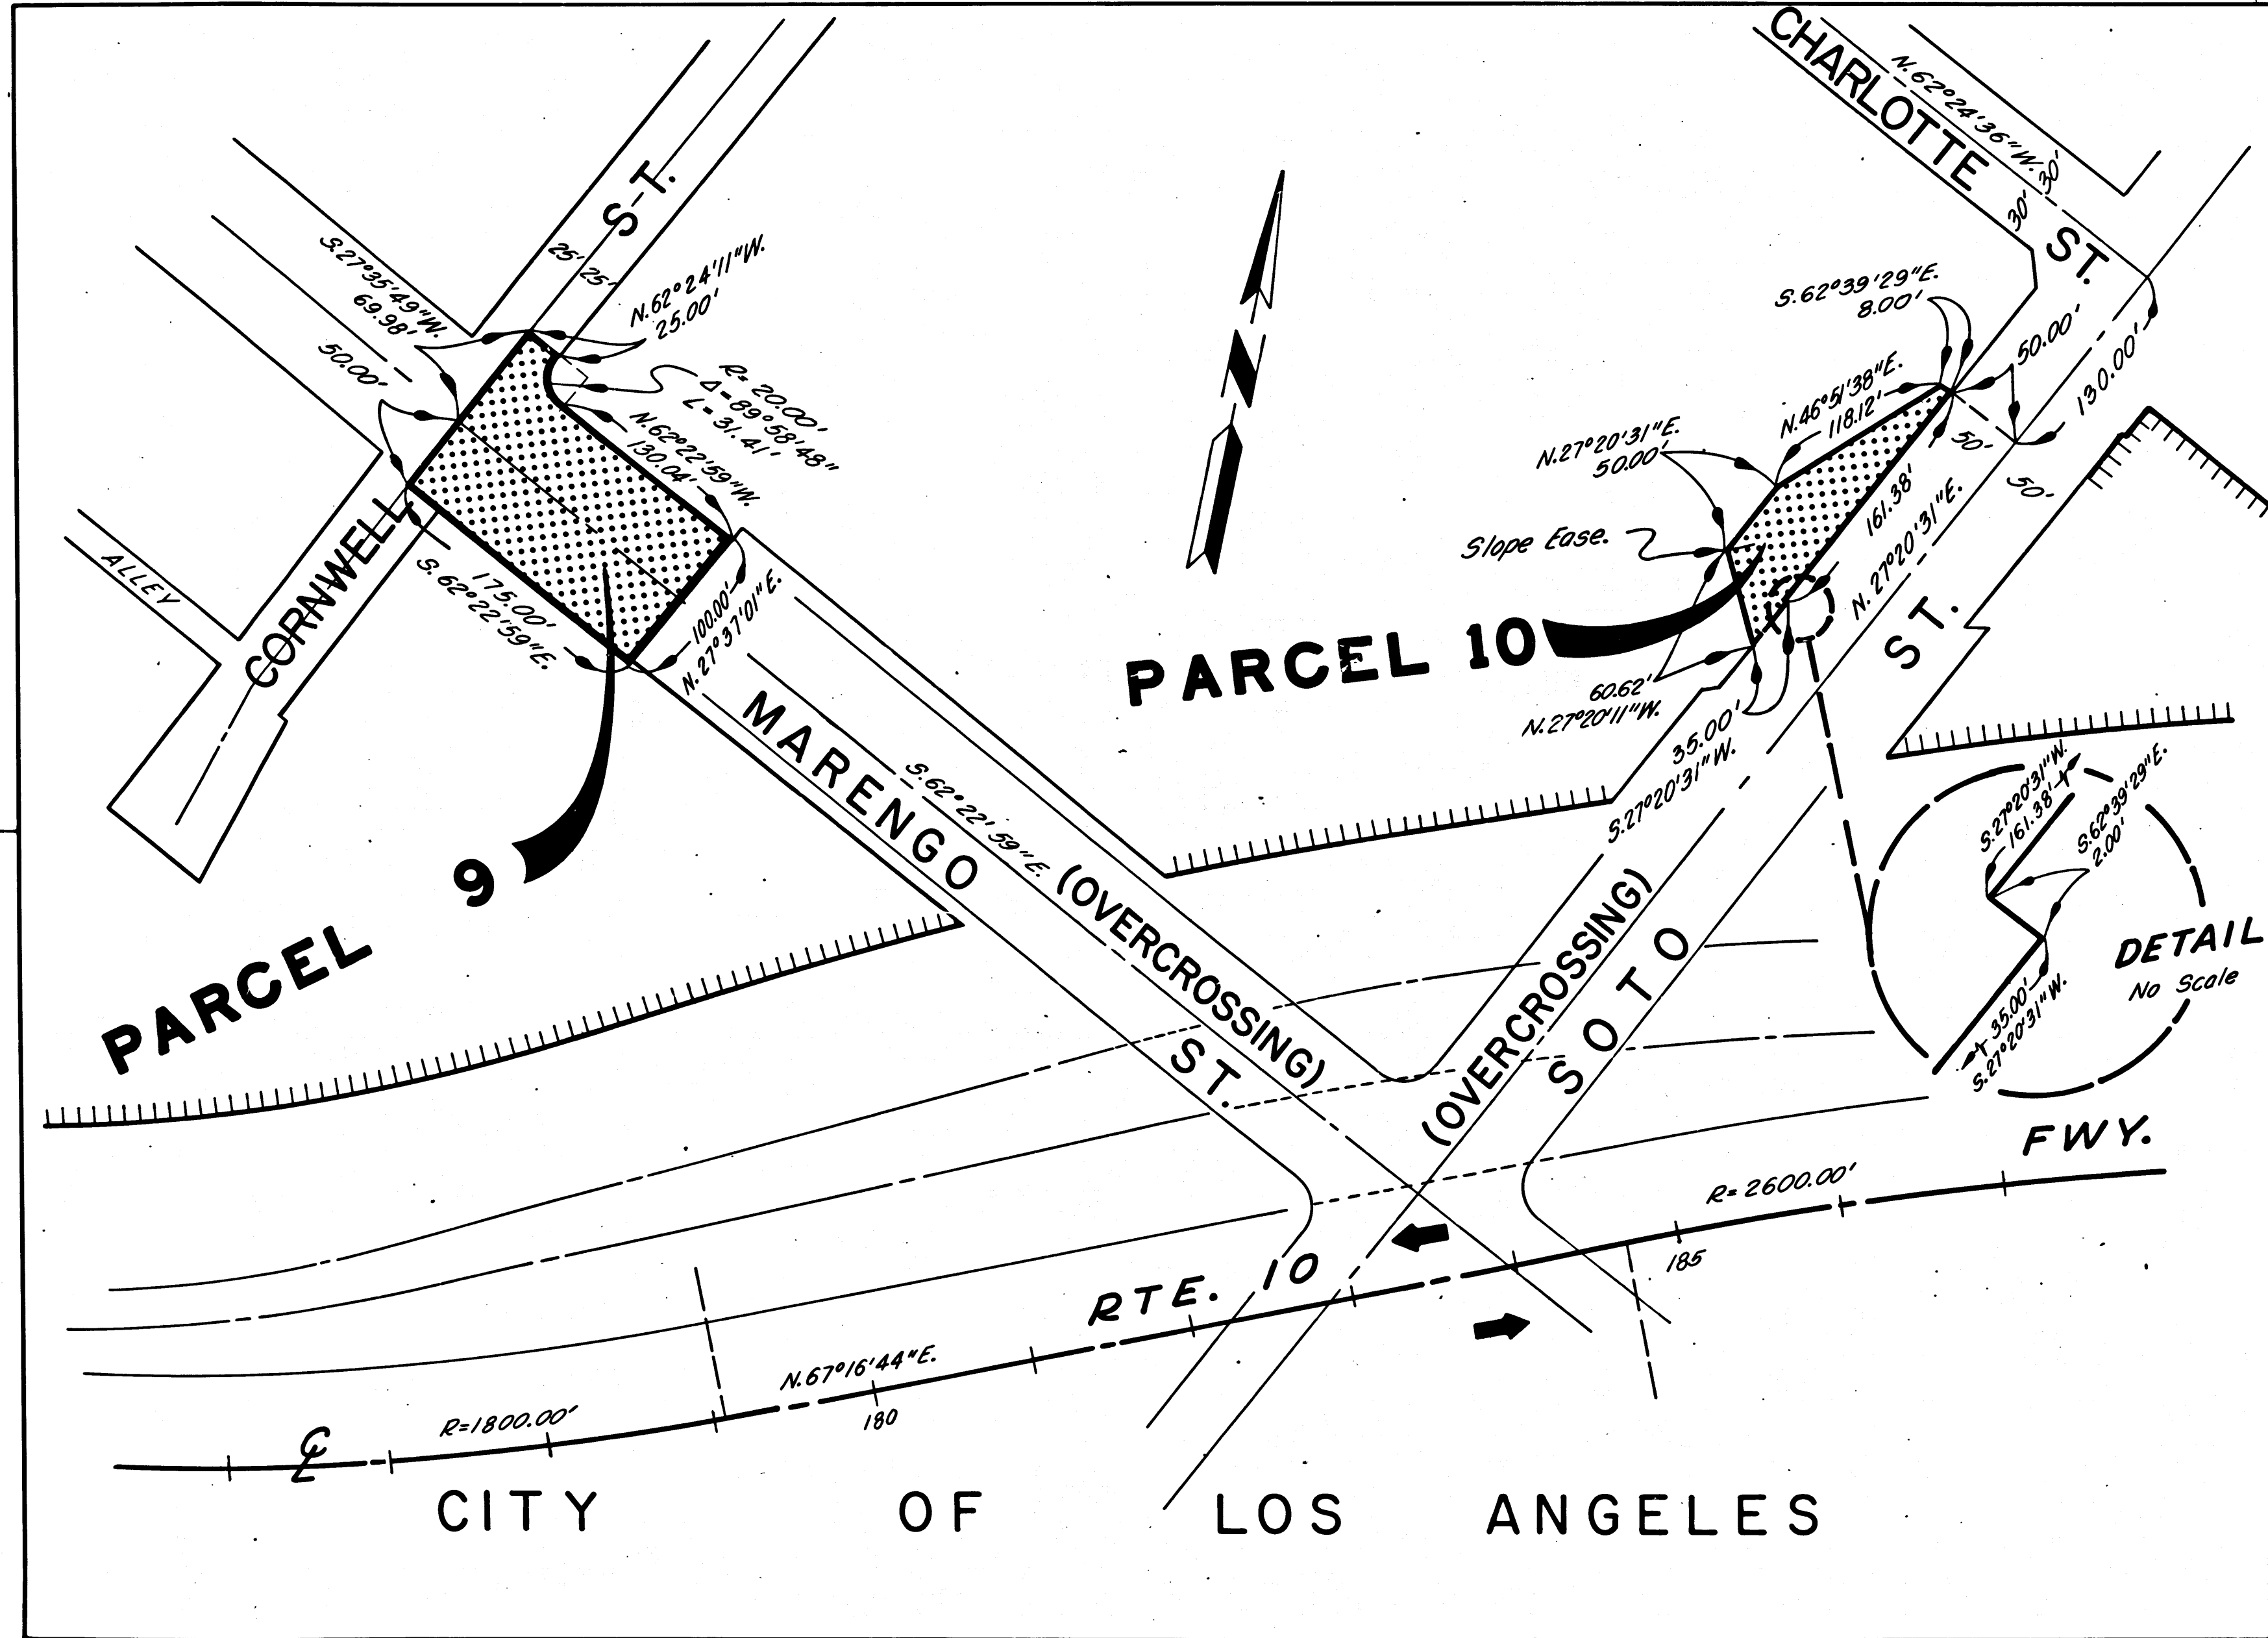 CHARLOTTE
ST.
N.62°24'36"W.
30'
30'
ST.
25'
25'
S.27°35'49"W.
69.98'
50.00'
N.62°24'11"W.
25.00'
R= 20.00'
Δ=89°58'48"
L=31.41'
N.62°22'59"W.
130.04'
N
S.62°39'29"E.
8.00'
50.00'
130.00'
N.46°51'38"E.
118.12'
N.27°20'31"E.
50.00'
50'
50'
Slope Ease.
161.38'
N.27°20'31"E.
ST.
ALLEY
CORNWELL
175.00'
S.62°22'59"E.
100.00'
N.27°37'01"E.
PARCEL 10
60.62'
N.27°20'11"W.
35.00'
S.27°20'31"W.
MARENGO
S.62°22'59"E.
(OVERCROSSING)
ST.
PARCEL 9
(OVERCROSSING)
SOTO
S.27°20'31"W.
161.38'
S.62°39'29"E.
2.00'
DETAIL
No Scale
35.00'
S.27°20'31"W.
FWY.
R= 2600.00'
185
RTE. 10
N.67°16'44"E.
180
R=1800.00'
CL
CITY OF LOS ANGELES